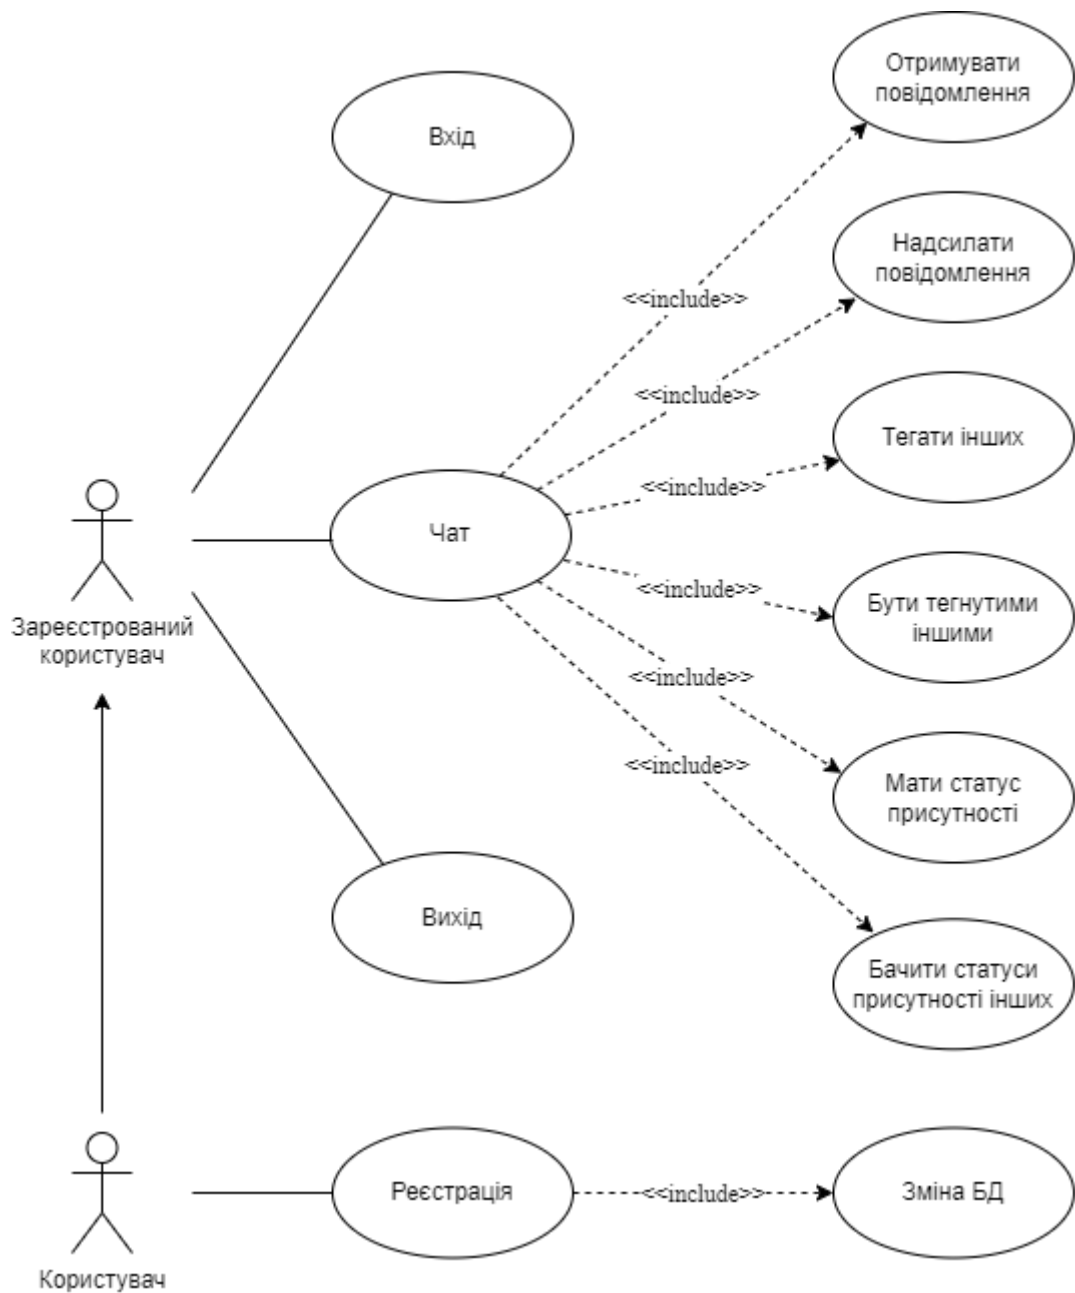 Отримувати
повідомлення
Вхід
Надсилати
повідомлення
<<include>>
<<include>>
Тегати інших
<<include>>
Чат
Зареєстрований
користувач
<<include>>
Бути тегнутими
іншими
<<include>>
<<include>>
Мати статус
присутності
Вихід
Бачити статуси
присутності інших
Користувач
Реєстрація
<<include>>
Зміна БД